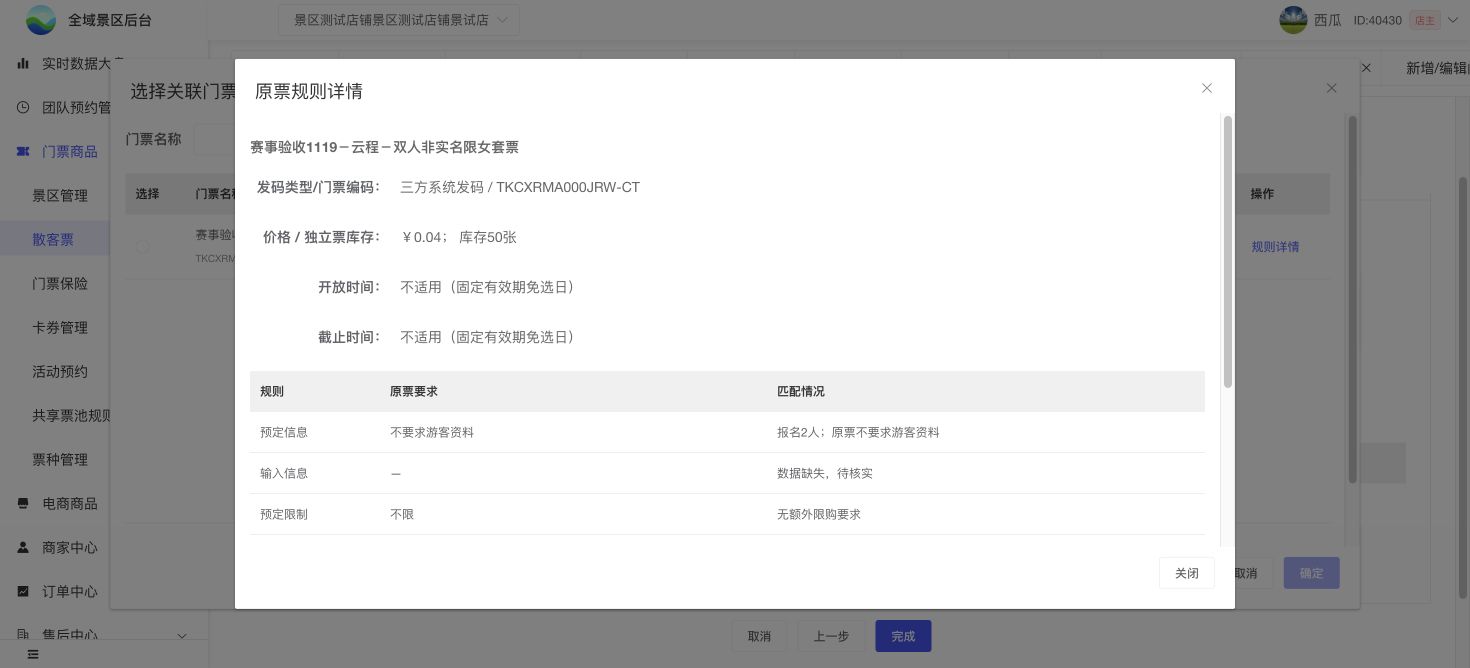 全域景区后台
景区测试店铺景区测试店铺景试店
西瓜 ID:40430 店主
实时数据大
新增/编辑
选择关联门票
原票规则详情
团队预约管
门票名称
门票商品
赛事验收1119－云程－双人非实名限女套票
选择 门票名称 操作
景区管理
发码类型/门票编码： 三方系统发码 / TKCXRMA000JRW-CT
散客票
赛事验
价格 / 独立票库存： ￥0.04； 库存50张
规则详情
TKCXRM
门票保险
开放时间： 不适用（固定有效期免选日）
卡券管理
截止时间： 不适用（固定有效期免选日）
活动预约
规则 原票要求 匹配情况
共享票池规则
预定信息 不要求游客资料 报名2人；原票不要求游客资料
票种管理
输入信息 — 数据缺失，待核实
电商商品
预定限制 不限 无额外限购要求
商家中心
关闭
取消 确定
订单中心
售后中心
取消 上一步 完成